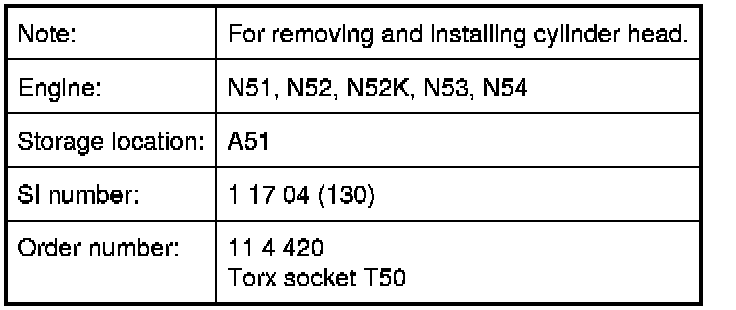 Note: For removing and installing cylinder head.
Engine: N51, N52, N52K, N53, N54
Storage location: A51
SI number: 1 17 04 (130)
Order number: 11 4 420
Torx socket T50